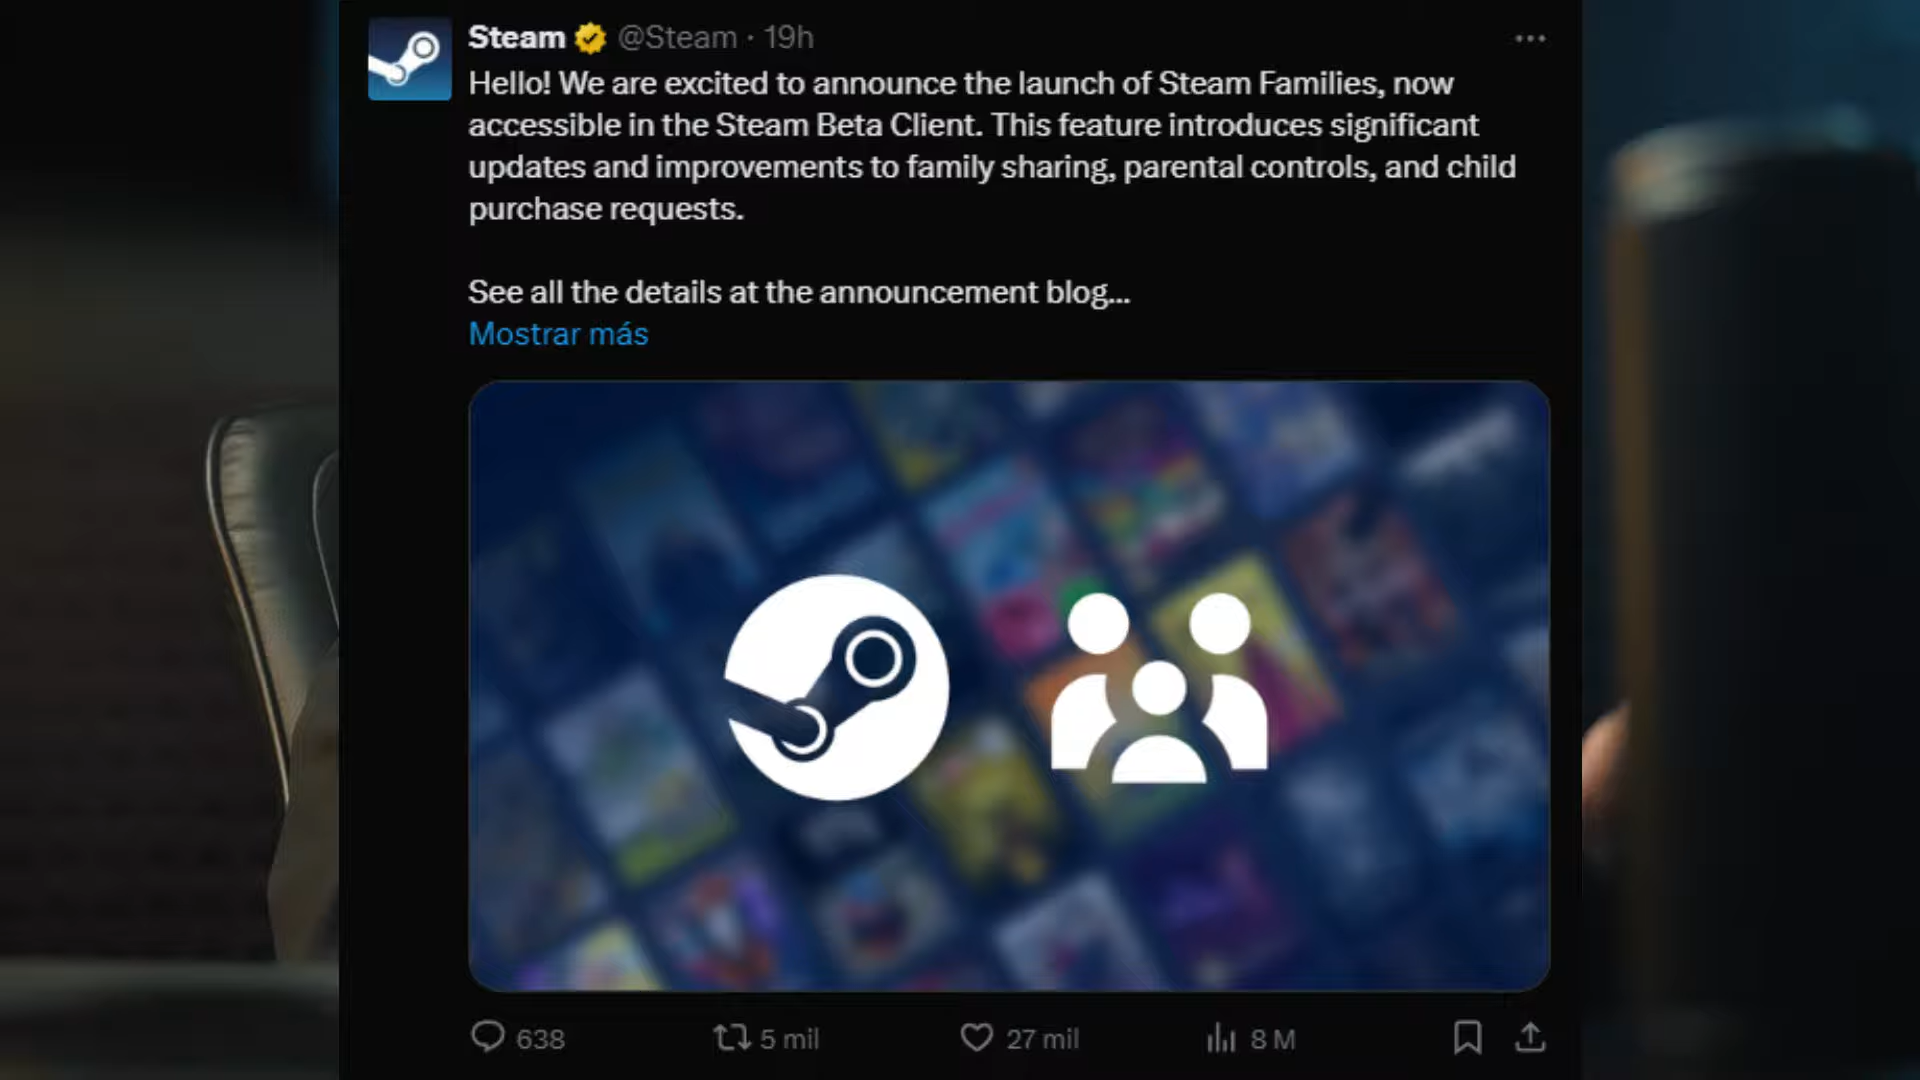 Steam @Steam · 19h
Hello! We are excited to announce the launch of Steam Families, now
accessible in the Steam Beta Client. This feature introduces significant
updates and improvements to family sharing, parental controls, and child
purchase requests.
See all the details at the announcement blog...
Mostrar más
638 5 mil 27 mil 8 M